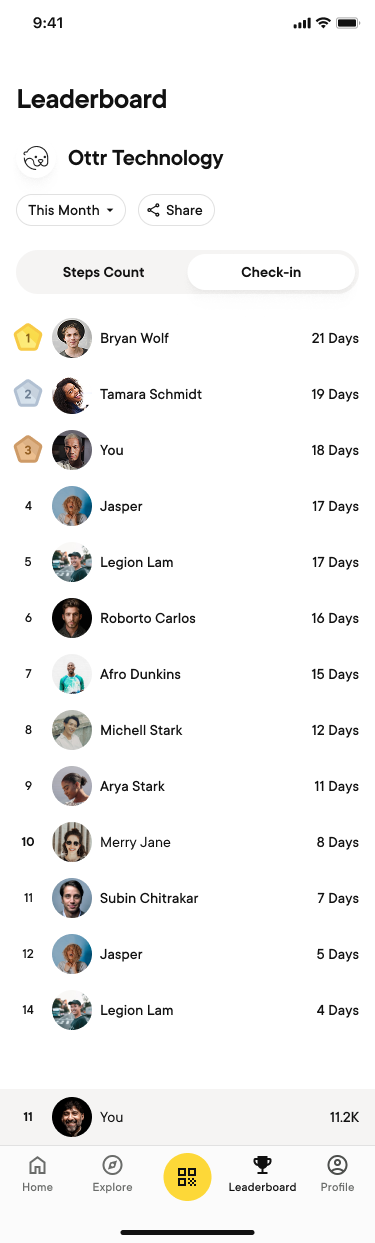 9:41
Leaderboard
Ottr Technology
This Month Share
Steps Count Check-in
1 Bryan Wolf 21 Days
2 Tamara Schmidt 19 Days
3 You 18 Days
4 Jasper 17 Days
5 Legion Lam 17 Days
6 Roborto Carlos 16 Days
7 Afro Dunkins 15 Days
8 Michell Stark 12 Days
9 Arya Stark 11 Days
10 Merry Jane 8 Days
11 Subin Chitrakar 7 Days
12 Jasper 5 Days
14 Legion Lam 4 Days
11 You 11.2K
Home Explore Leaderboard Profile